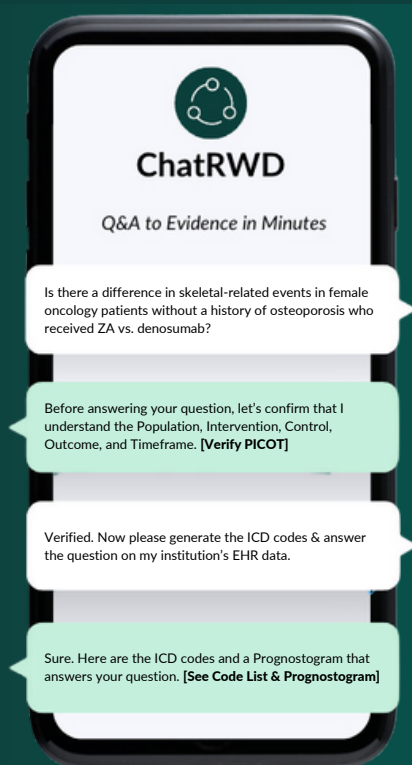 ChatRWD
Q&A to Evidence in Minutes
Is there a difference in skeletal-related events in female
oncology patients without a history of osteoporosis who
received ZA vs. denosumab?
Before answering your question, let's confirm that I
understand the Population, Intervention, Control,
Outcome, and Timeframe. [Verify PICOT]
Verified. Now please generate the ICD codes & answer
the question on my institution's EHR data.
Sure. Here are the ICD codes and a Prognostogram that
answers your question. [See Code List & Prognostogram]